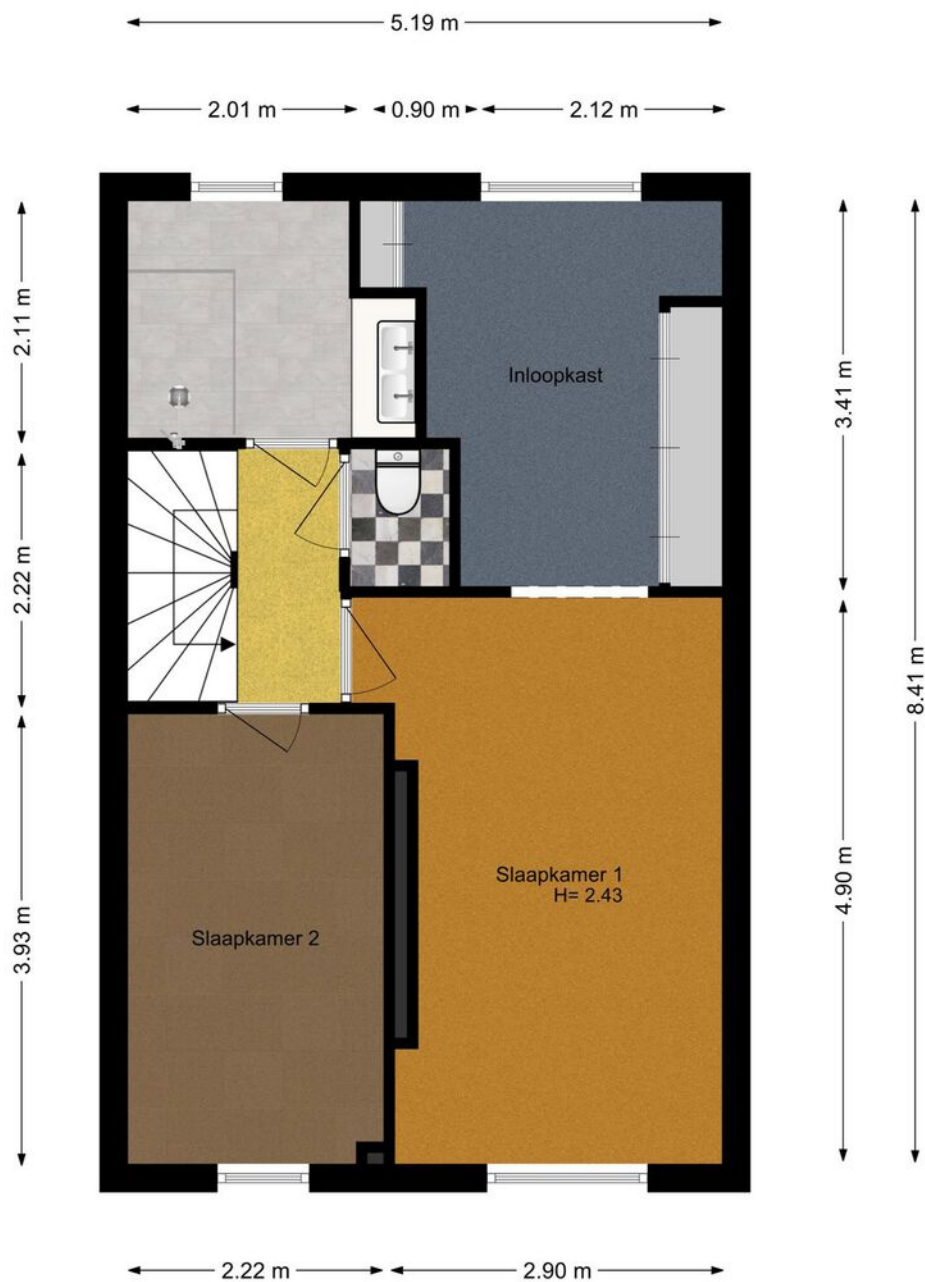 5.19 m
2.01 m
0.90 m
2.12 m
2.11 m
3.41 m
Inloopkast
2.22 m
8.41 m
4.90 m
Slaapkamer 1
H= 2.43
3.93 m
Slaapkamer 2
2.22 m
2.90 m